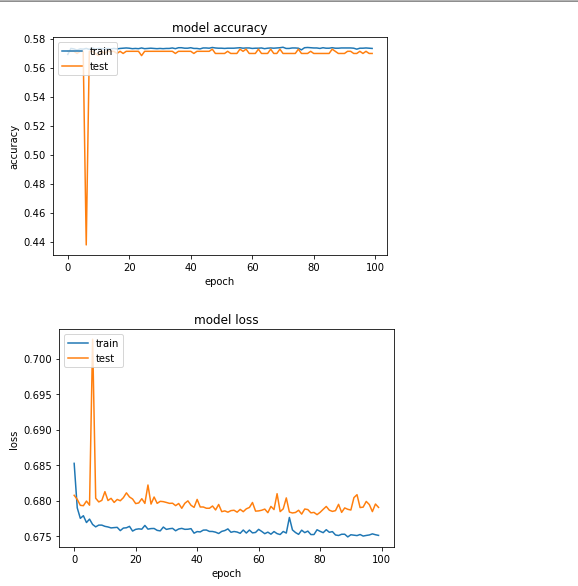 model accuracy
0.58
0.56
0.54
0.52
0.50
0.48
0.46
0.44
accuracy
train
test
0 20 40 60 80 100
epoch
model loss
0.700
0.695
0.690
0.685
0.680
0.675
loss
train
test
0 20 40 60 80 100
epoch